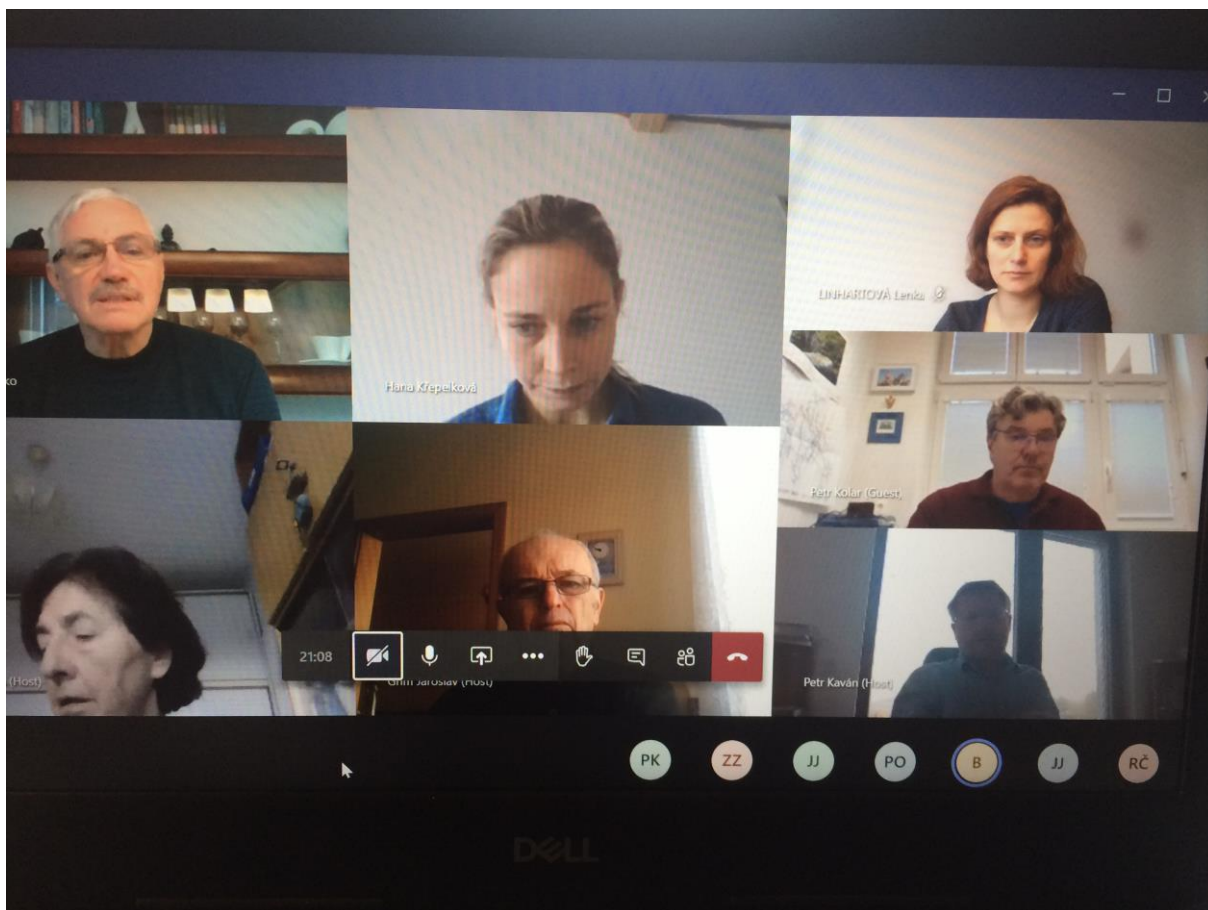 LINHARTOVÁ Lenka
ko
Hana Křepelková
Petr Kolar (Guest,
(Host)
21:08
Grim Jaroslav (Host)
Petr Kaván (Host)
PK
ZZ
JJ
PO
B
JJ
RČ
DELL